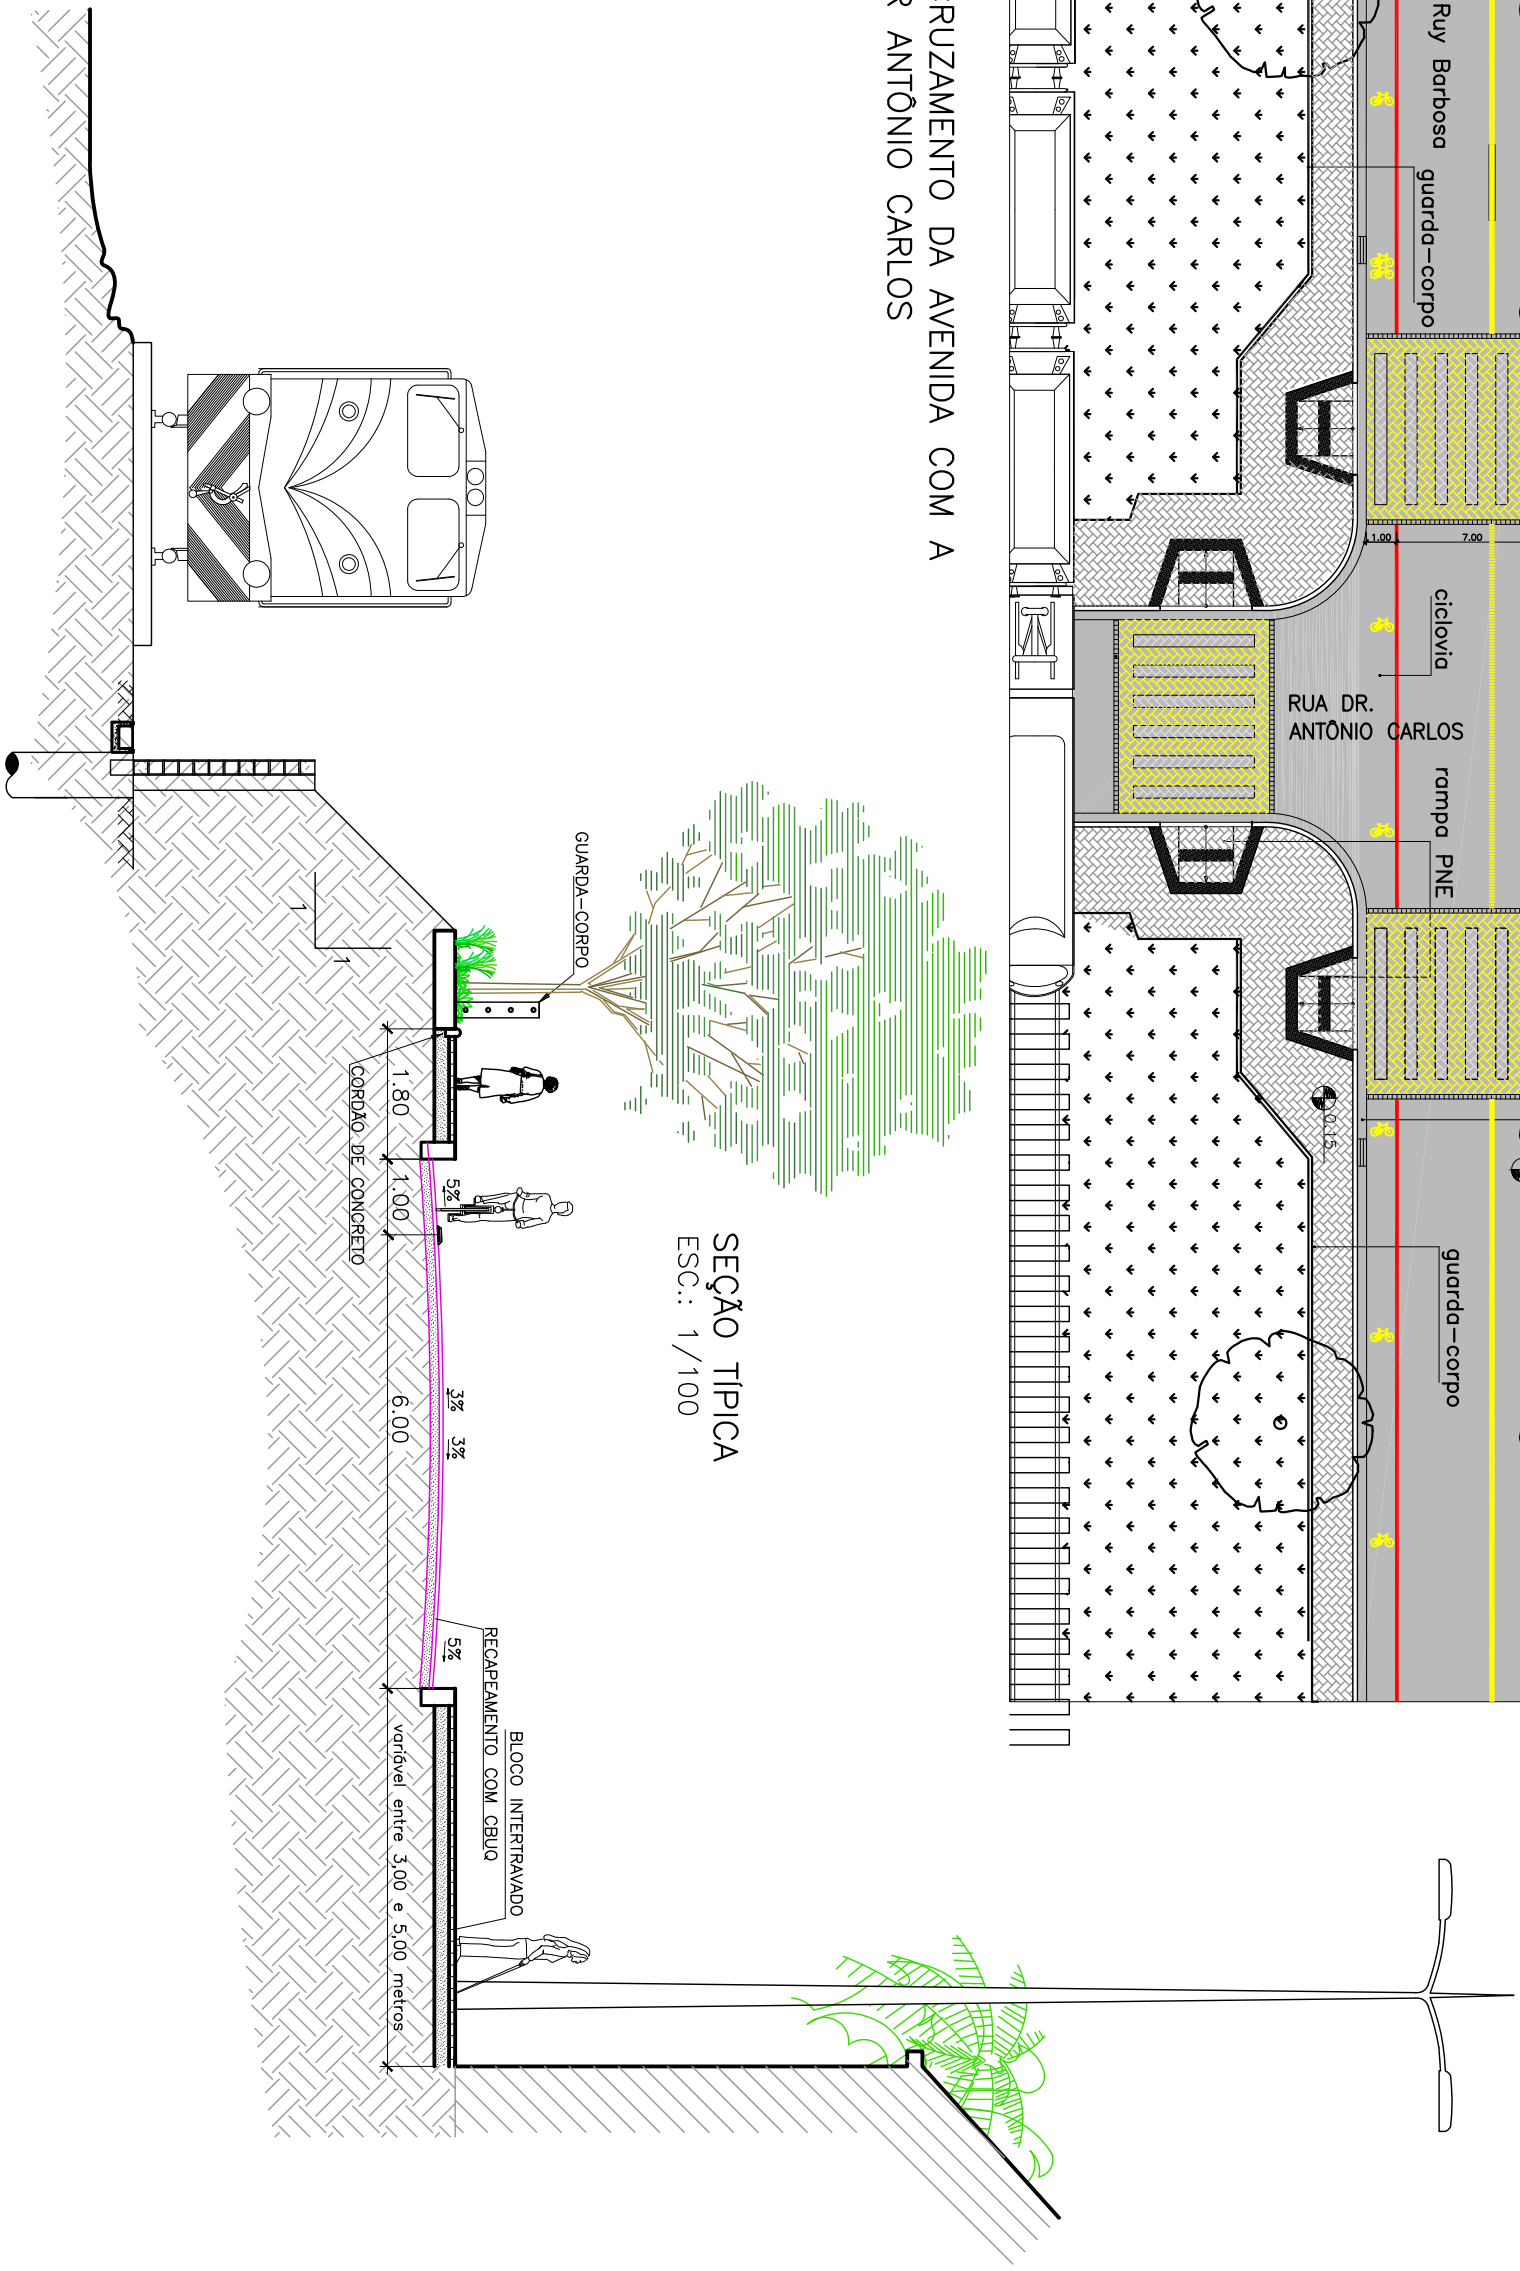 Ruy Barbosa
guarda-corpo
1.00
7.00
ciclovia
RUA DR.
ANTÔNIO CARLOS
rampa PNE
0.15
guarda-corpo
CRUZAMENTO DA AVENIDA COM A
R ANTÔNIO CARLOS
SEÇÃO TÍPICA
ESC.: 1/100
GUARDA-CORPO
1
1
1.80
1.00
6.00
variável entre 3,00 e 5,00 metros
CORDÃO DE CONCRETO
5%
3%
3%
5%
RECAPEAMENTO COM CBUQ
BLOCO INTERTRAVADO